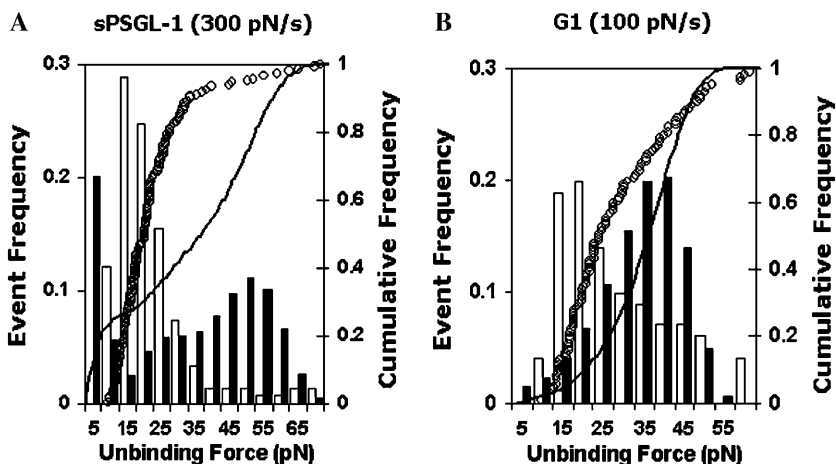 A
sPSGL-1 (300 pN/s)
0.3
0.2
0.1
0
Event Frequency
1
0.8
0.6
0.4
0.2
0
Cumulative Frequency
5 15 25 35 45 55 65
Unbinding Force (pN)
B
G1 (100 pN/s)
0.3
0.2
0.1
0
Event Frequency
1
0.8
0.6
0.4
0.2
0
Cumulative Frequency
5 15 25 35 45 55
Unbinding Force (pN)